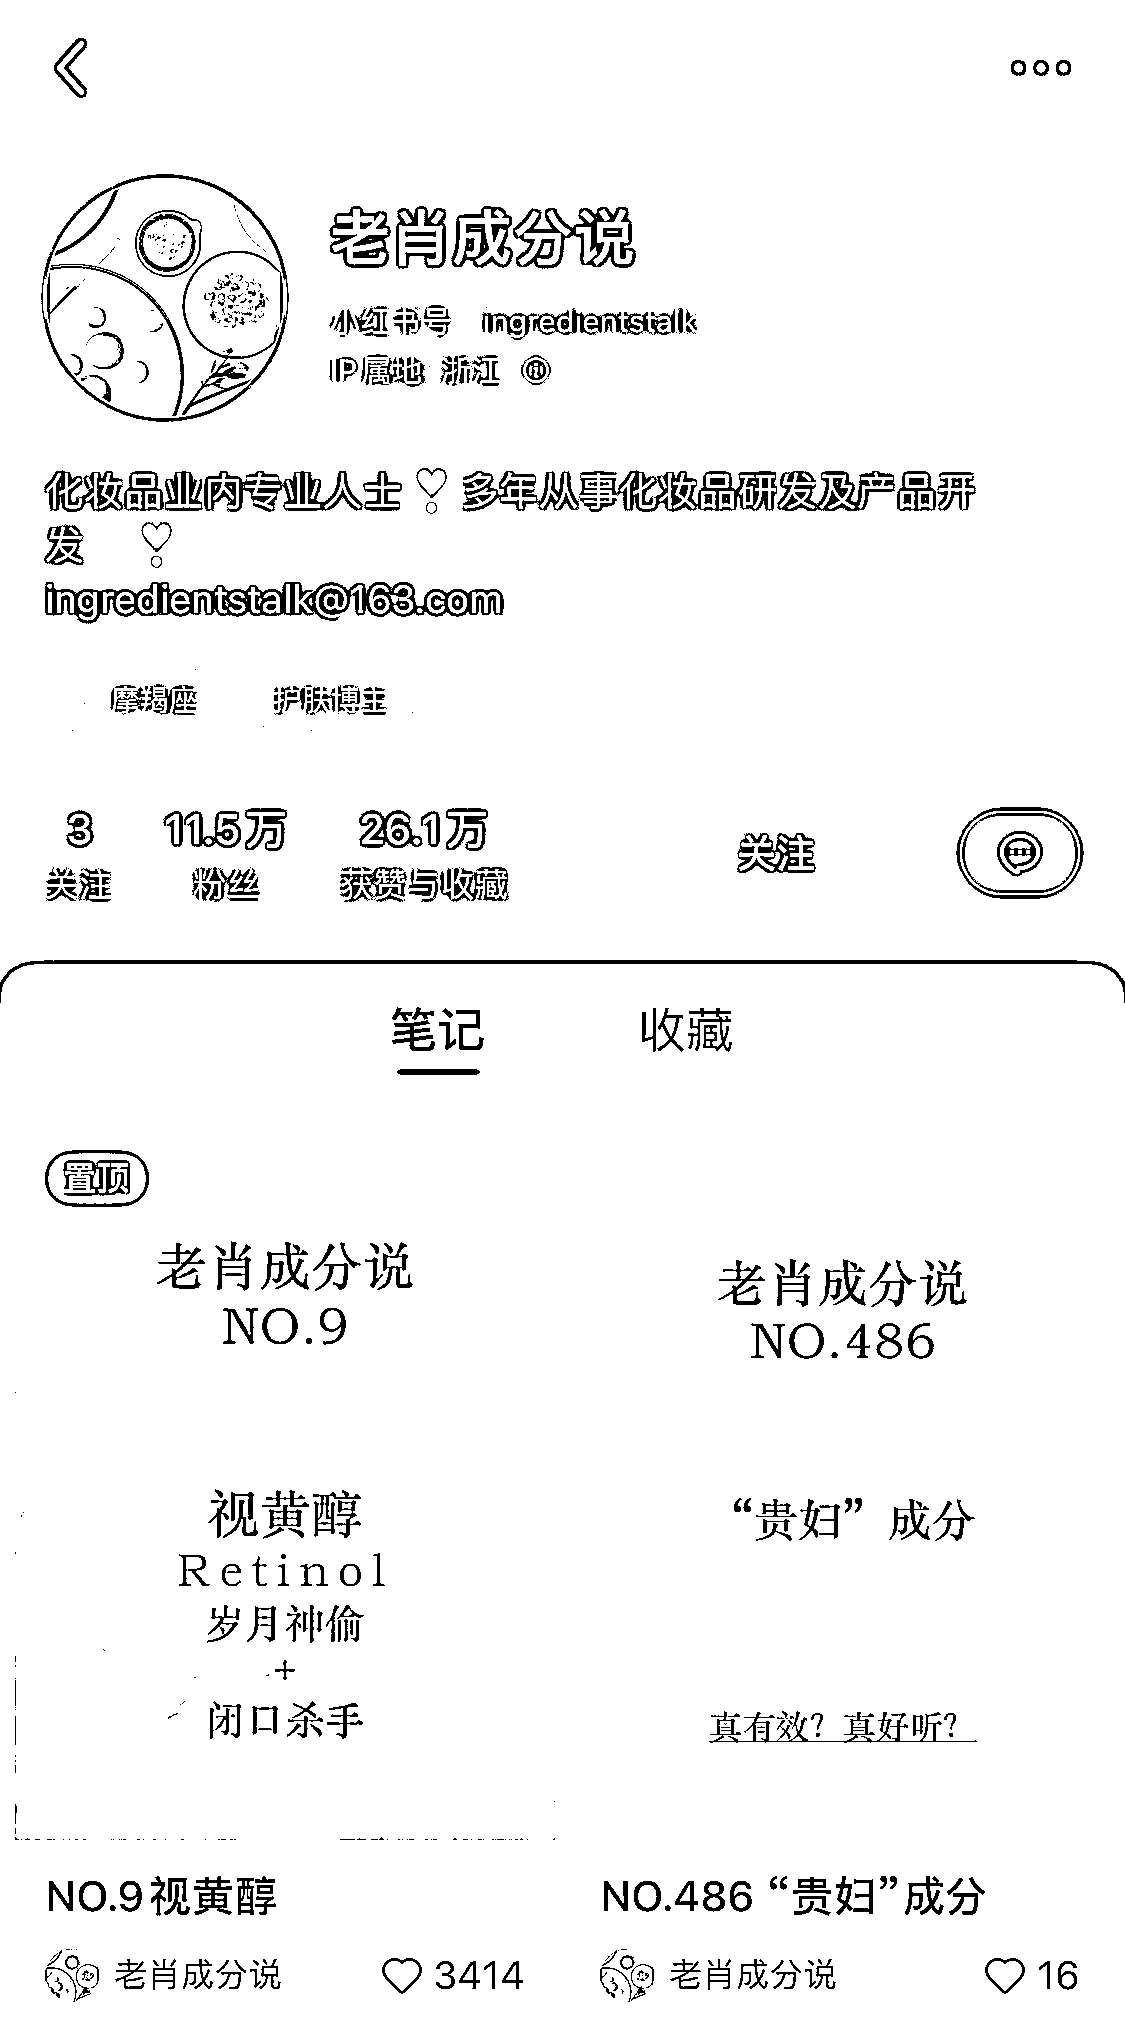 老肖成分说
小红书号 ingredientstalk
IP属地 浙江
化妆品业内专业人士 多年从事化妆品研发及产品开
发
ingredientstalk@163.com
摩羯座 护肤博主
3 11.5万 26.1万
关注 粉丝 获赞与收藏
关注
笔记 收藏
置顶
老肖成分说
NO.9
视黄醇
Retinol
岁月神偷
+
闭口杀手
NO.9视黄醇
老肖成分说 3414
老肖成分说
NO.486
“贵妇”成分
真有效?真好听?
NO.486 “贵妇”成分
老肖成分说 16